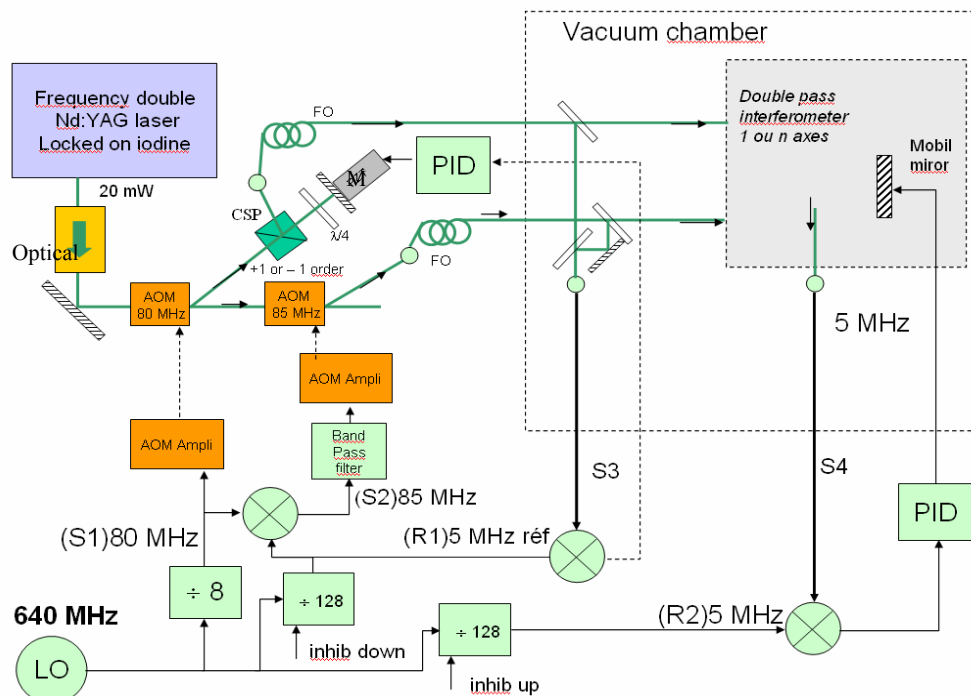 Vacuum chamber
Frequency double
Nd:YAG laser
Locked on iodine
20 mW
Optical
FO
PID
CSP
λ/4
FO
+1 or – 1 order
AOM
80 MHz
AOM
85 MHz
Double pass
interferometer
1 ou n axes
Mobil
miror
5 MHz
AOM Ampli
AOM Ampli
Band
Pass
filter
S3
S4
(S2)85 MHz
(S1)80 MHz
(R1)5 MHz réf
PID
÷ 8
÷ 128
÷ 128
(R2)5 MHz
640 MHz
LO
inhib down
inhib up